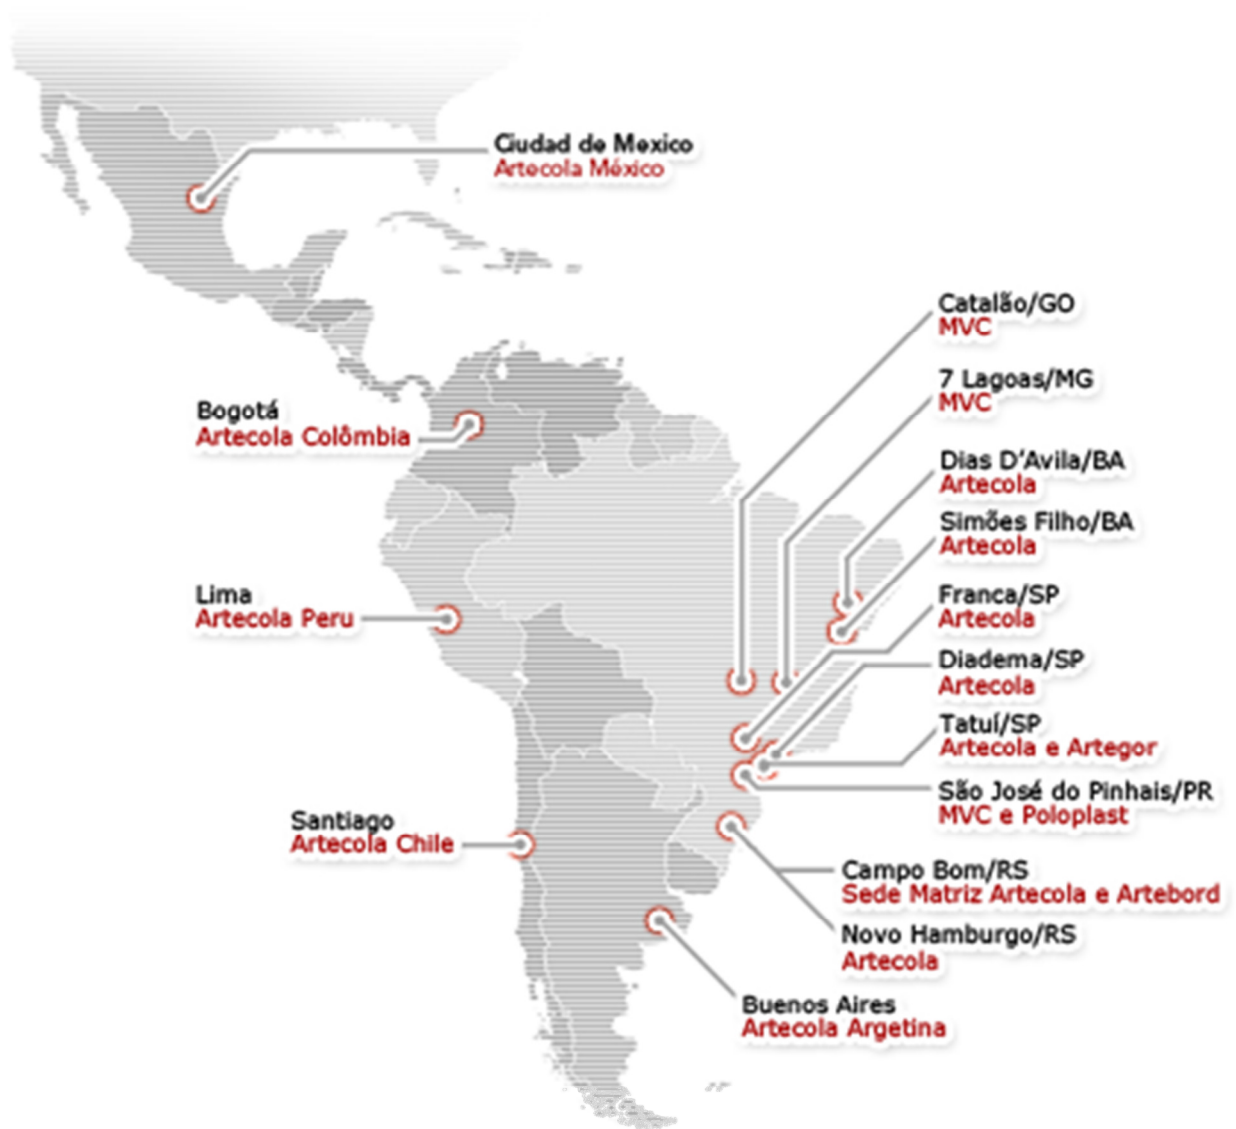 Ciudad de Mexico
Artecola México
Catalão/GO
MVC
7 Lagoas/MG
MVC
Bogotá
Artecola Colômbia
Dias D'Avila/BA
Artecola
Simões Filho/BA
Artecola
Lima
Artecola Peru
Franca/SP
Artecola
Diadema/SP
Artecola
Tatuí/SP
Artecola e Artegor
São José do Pinhais/PR
MVC e Poloplast
Santiago
Artecola Chile
Campo Bom/RS
Sede Matriz Artecola e Artebord
Novo Hamburgo/RS
Artecola
Buenos Aires
Artecola Argetina